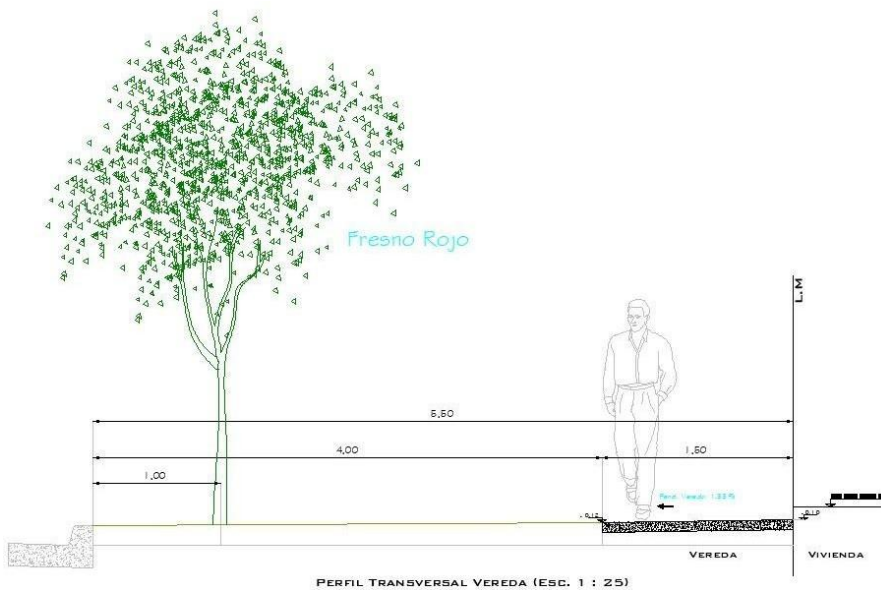 Fresno Rojo
L.M
5,50
4,00
1,50
1,00
VEREDA
VIVIENDA
PERFIL TRANSVERSAL VEREDA (ESC. 1 : 25)